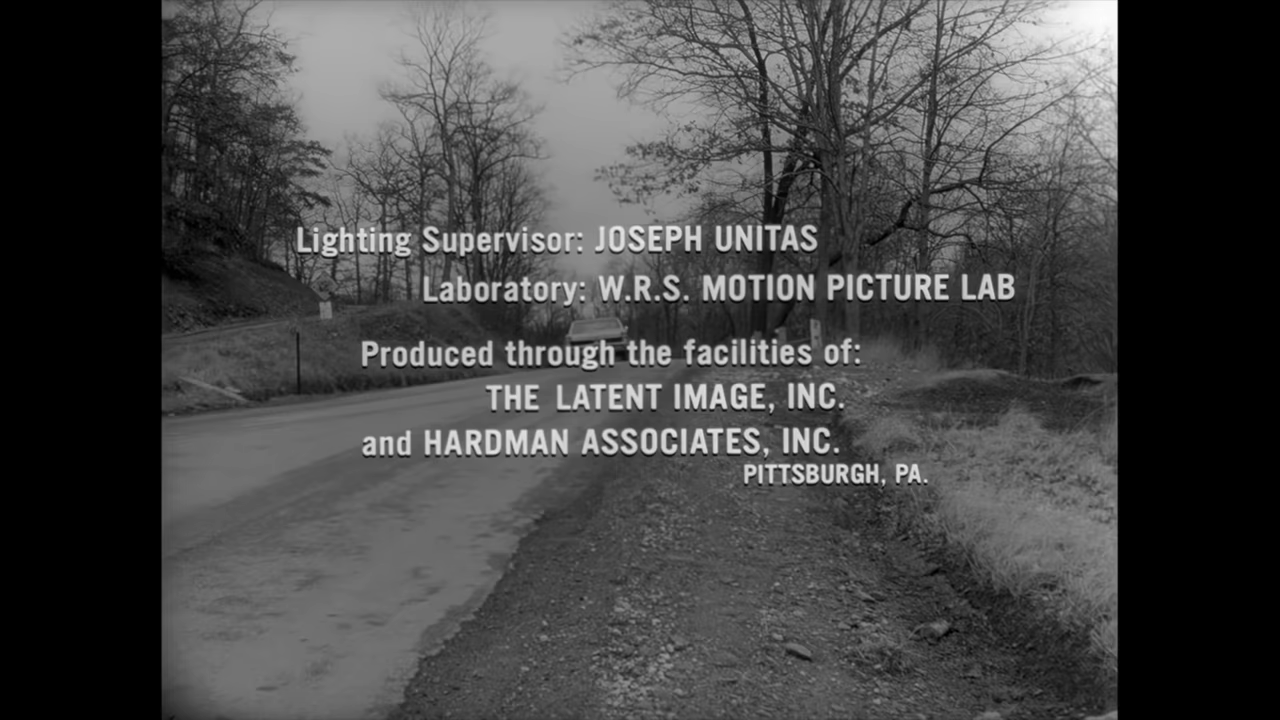 Lighting Supervisor: JOSEPH UNITAS
Laboratory: W.R.S. MOTION PICTURE LAB
Produced through the facilities of:
THE LATENT IMAGE, INC.
and HARDMAN ASSOCIATES, INC.
PITTSBURGH, PA.